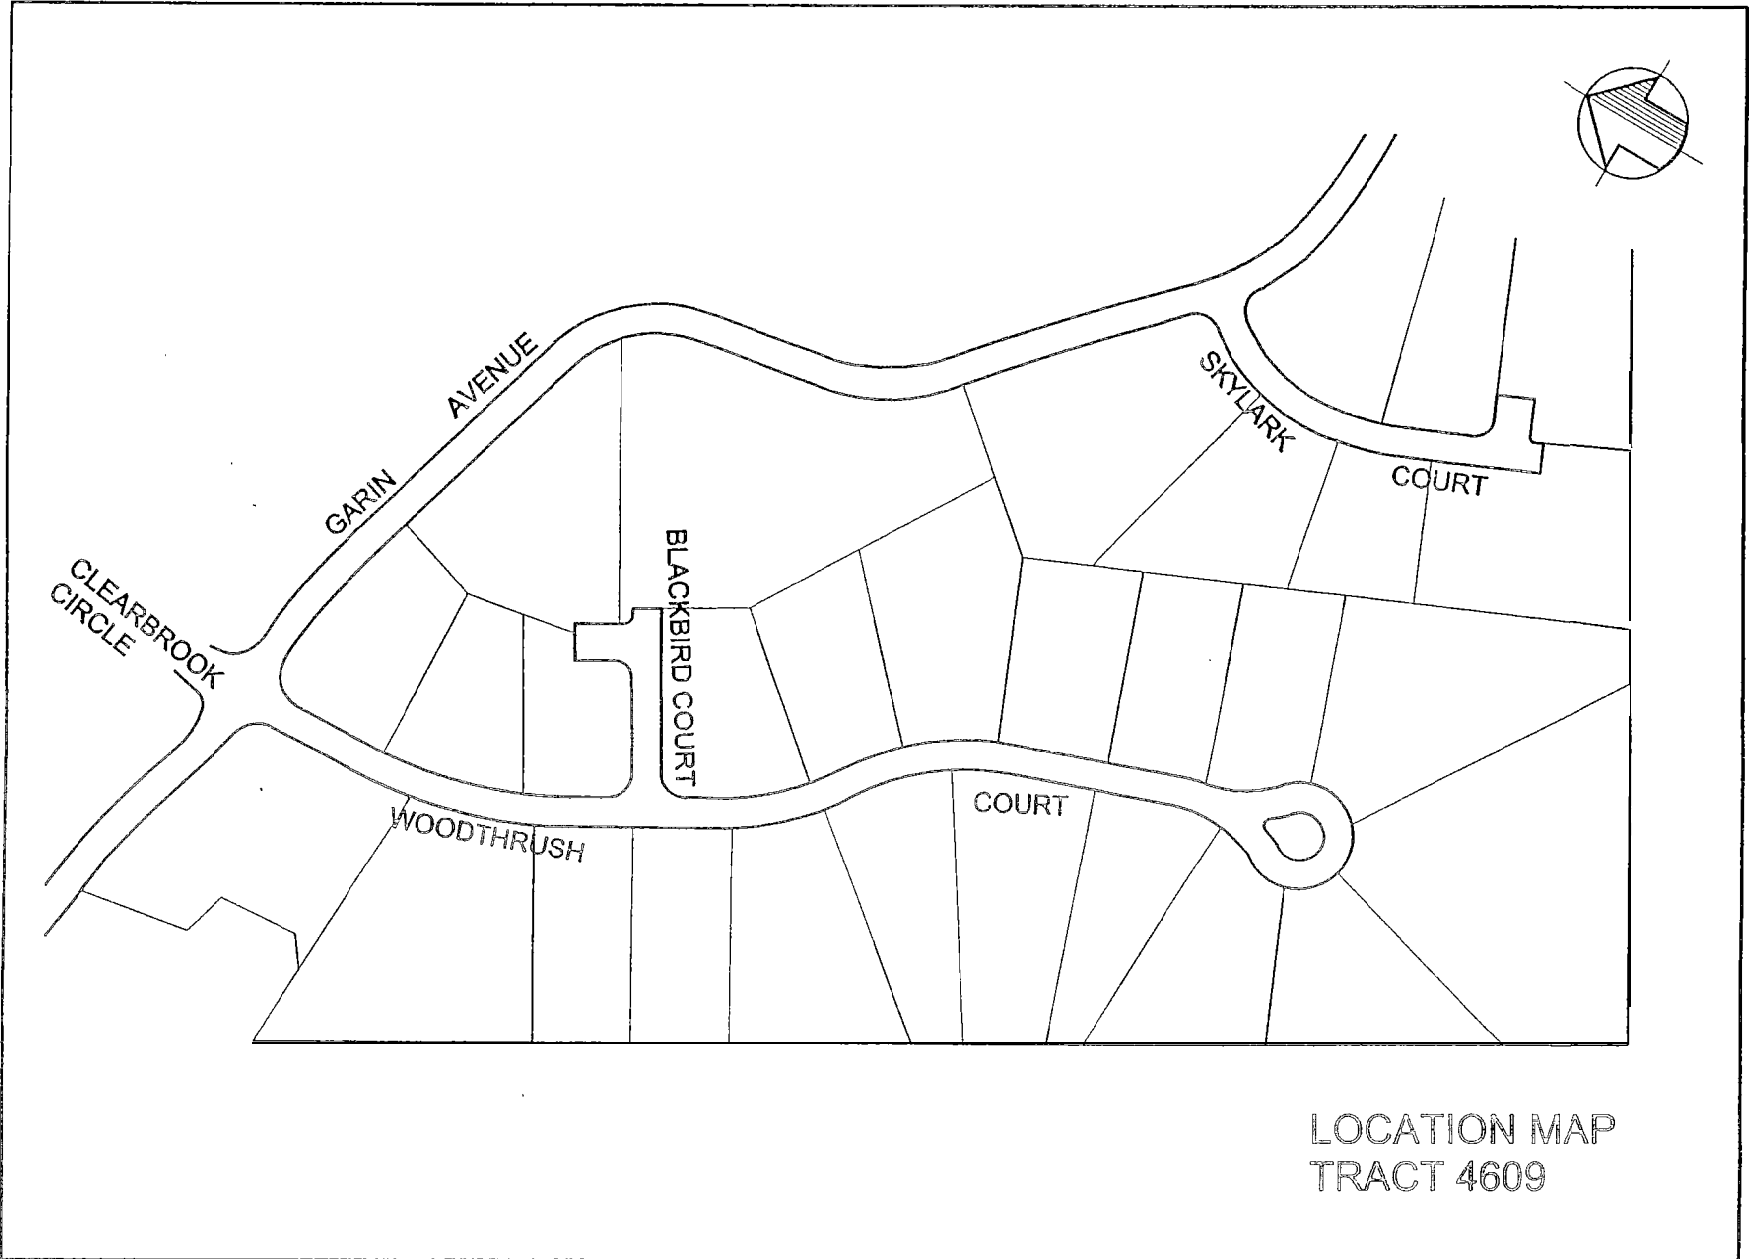 GARIN AVENUE
CLEARBROOK
CIRCLE
SKYLARK COURT
BLACKBIRD COURT
WOODTHRUSH COURT
LOCATION MAP
TRACT 4609